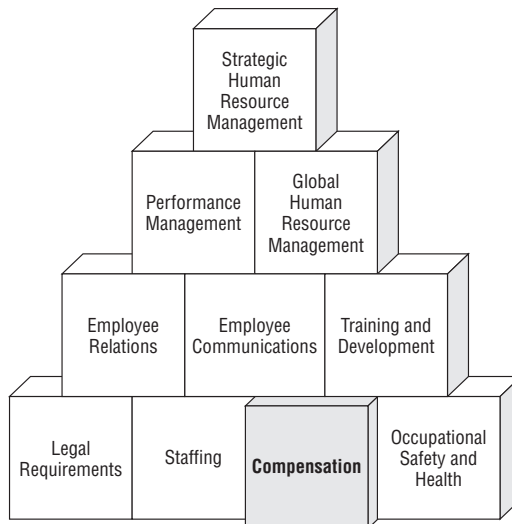 Strategic
Human
Resource
Management
Performance
Management
Global
Human
Resource
Management
Employee
Relations
Employee
Communications
Training and
Development
Legal
Requirements
Staffing
Compensation
Occupational
Safety and
Health